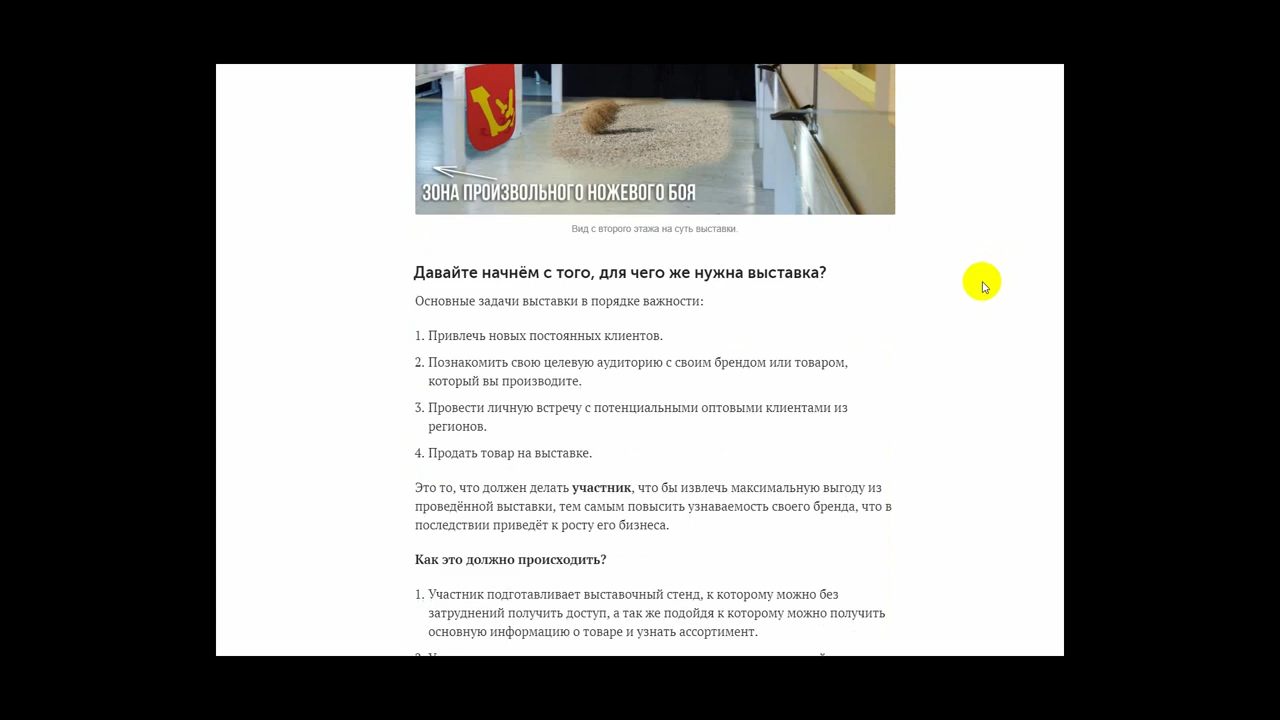 ЗОНА ПРОИЗВОЛЬНОГО НОЖЕВОГО БОЯ
Вид с второго этажа на суть выставки.
Давайте начнём с того, для чего же нужна выставка?
Основные задачи выставки в порядке важности:
1. Привлечь новых постоянных клиентов.
2. Познакомить свою целевую аудиторию с своим брендом или товаром,
который вы производите.
3. Провести личную встречу с потенциальными оптовыми клиентами из
регионов.
4. Продать товар на выставке.
Это то, что должен делать участник, что бы извлечь максимальную выгоду из
проведённой выставки, тем самым повысить узнаваемость своего бренда, что в
последствии приведёт к росту его бизнеса.
Как это должно происходить?
1. Участник подготавливает выставочный стенд, к которому можно без
затруднений получить доступ, а так же подойдя к которому можно получить
основную информацию о товаре и узнать ассортимент.